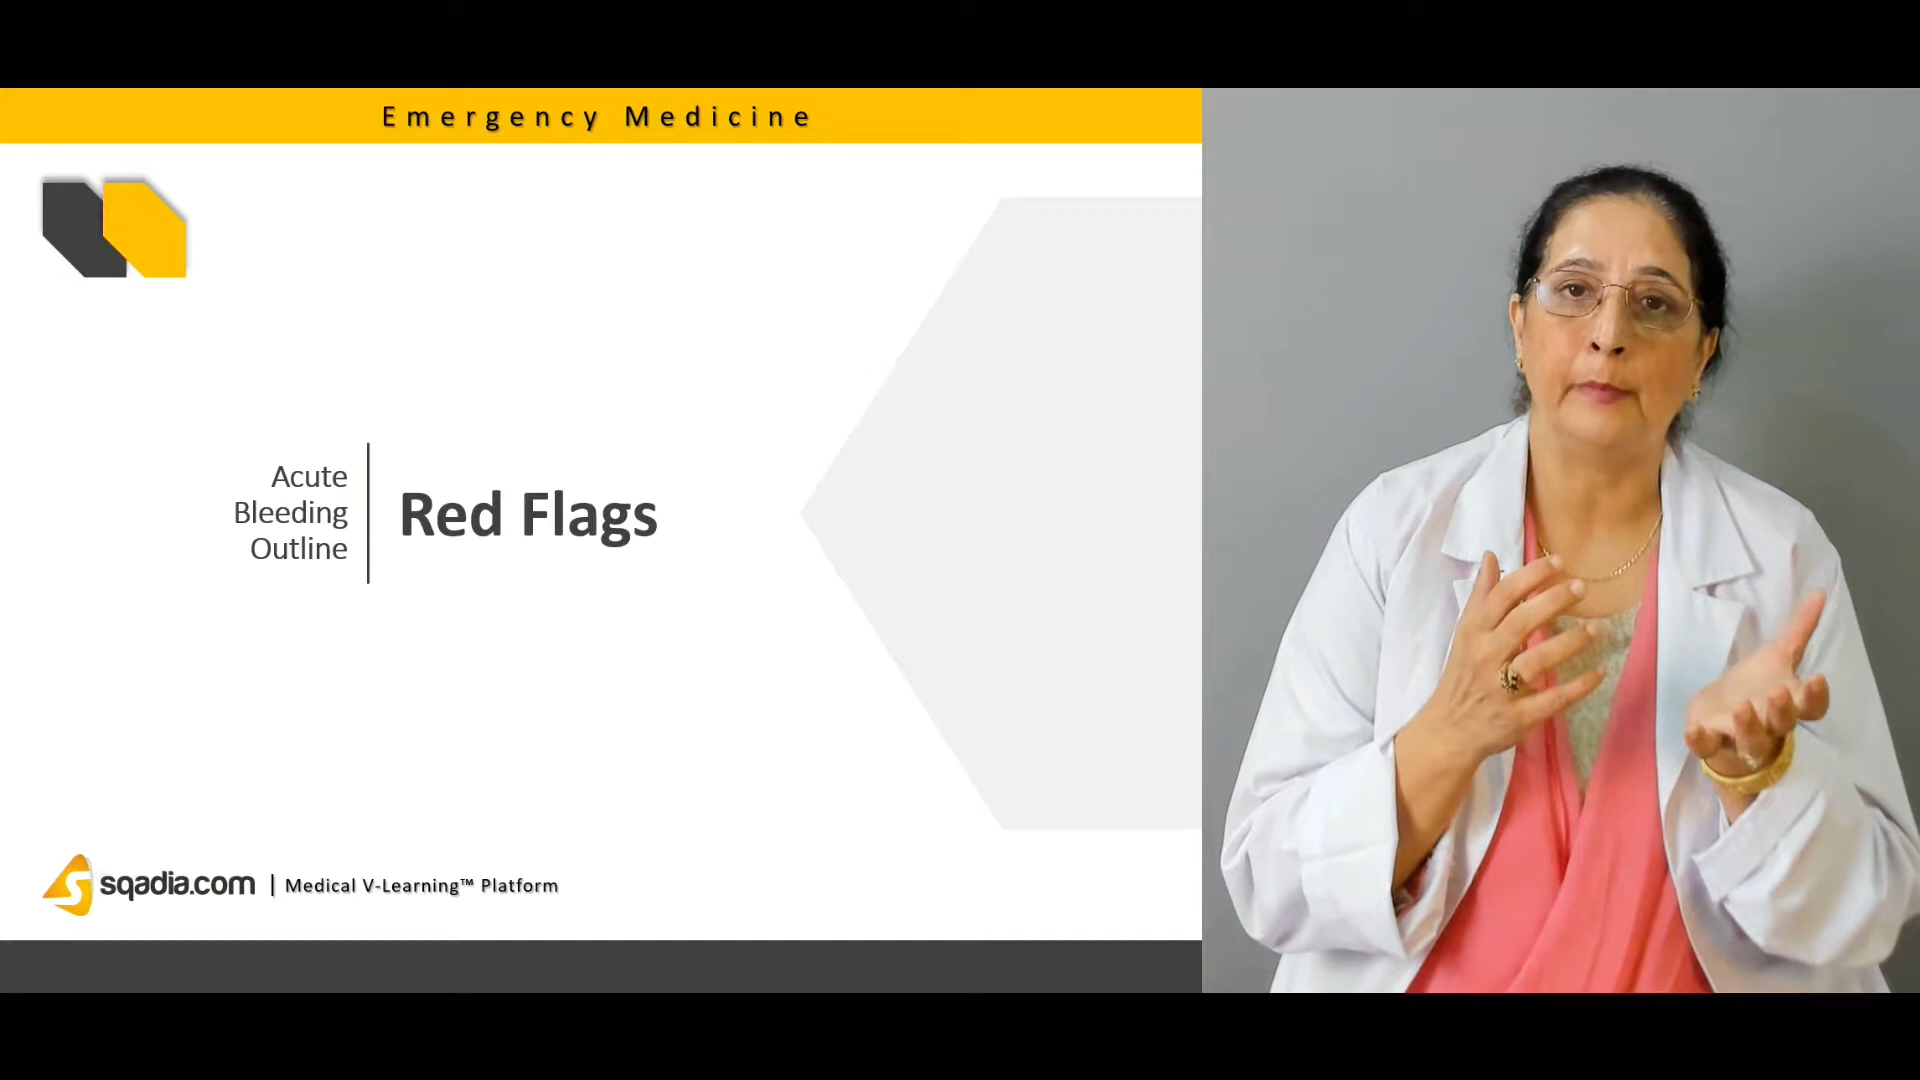 Emergency Medicine
Acute
Bleeding
Outline
Red Flags
sqadia.com | Medical V-Learning™ Platform